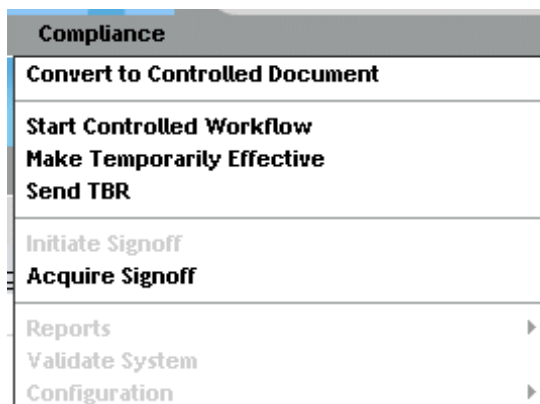 Compliance
Convert to Controlled Document
Start Controlled Workflow
Make Temporarily Effective
Send TBR
Initiate Signoff
Acquire Signoff
Reports
Validate System
Configuration